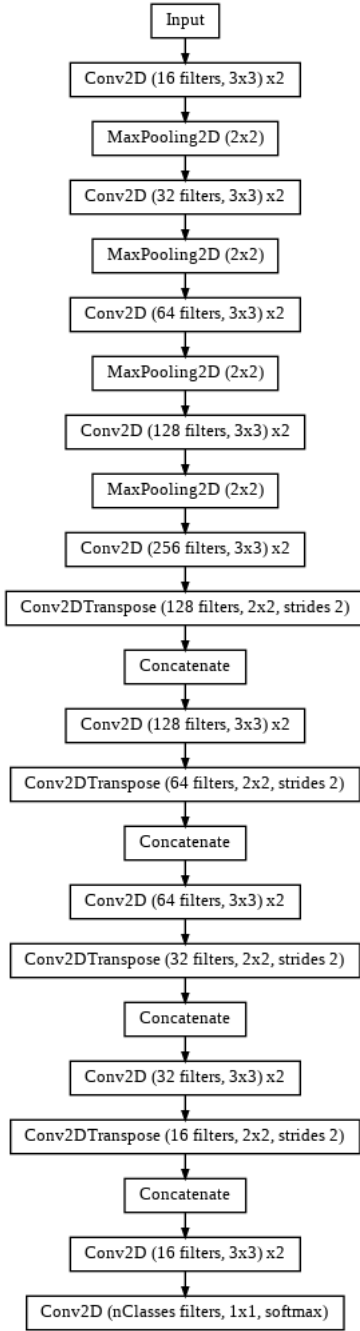 Input
Conv2D (16 filters, 3x3) x2
MaxPooling2D (2x2)
Conv2D (32 filters, 3x3) x2
MaxPooling2D (2x2)
Conv2D (64 filters, 3x3) x2
MaxPooling2D (2x2)
Conv2D (128 filters, 3x3) x2
MaxPooling2D (2x2)
Conv2D (256 filters, 3x3) x2
Conv2DTranspose (128 filters, 2x2, strides 2)
Concatenate
Conv2D (128 filters, 3x3) x2
Conv2DTranspose (64 filters, 2x2, strides 2)
Concatenate
Conv2D (64 filters, 3x3) x2
Conv2DTranspose (32 filters, 2x2, strides 2)
Concatenate
Conv2D (32 filters, 3x3) x2
Conv2DTranspose (16 filters, 2x2, strides 2)
Concatenate
Conv2D (16 filters, 3x3) x2
Conv2D (nClasses filters, 1x1, softmax)